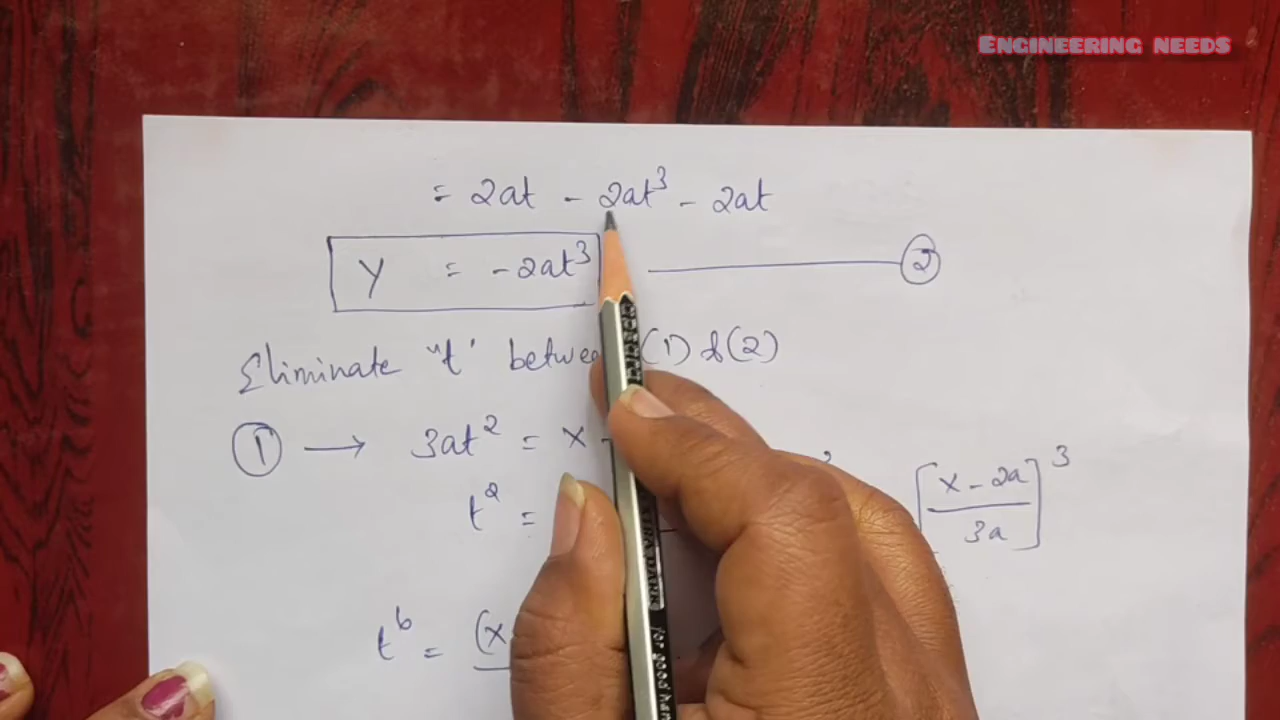 ENGINEERING NEEDS
= 2at - 2at³ - 2at
Y = -2at³ ——— ②
Eliminate "t" between (1) & (2)
① → 3at² = x
t² = [x - 2a / 3a]³
t⁶ = (x